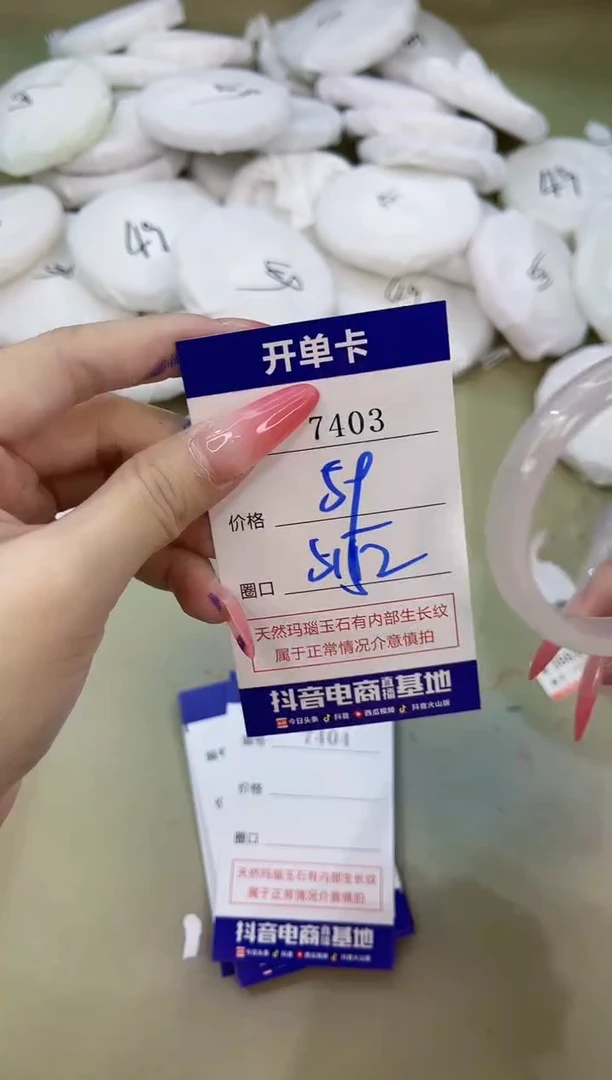 49
50
49
开单卡
7403
价格 59
圈口 51/52
天然玛瑙玉石有内部生长纹
属于正常情况介意慎拍
抖音电商直播基地
今日头条 抖音 西瓜视频 抖音火山版
编号 7404
价格
圈口
天然玛瑙玉石有内部生长纹
属于正常情况介意慎拍
抖音电商直播基地